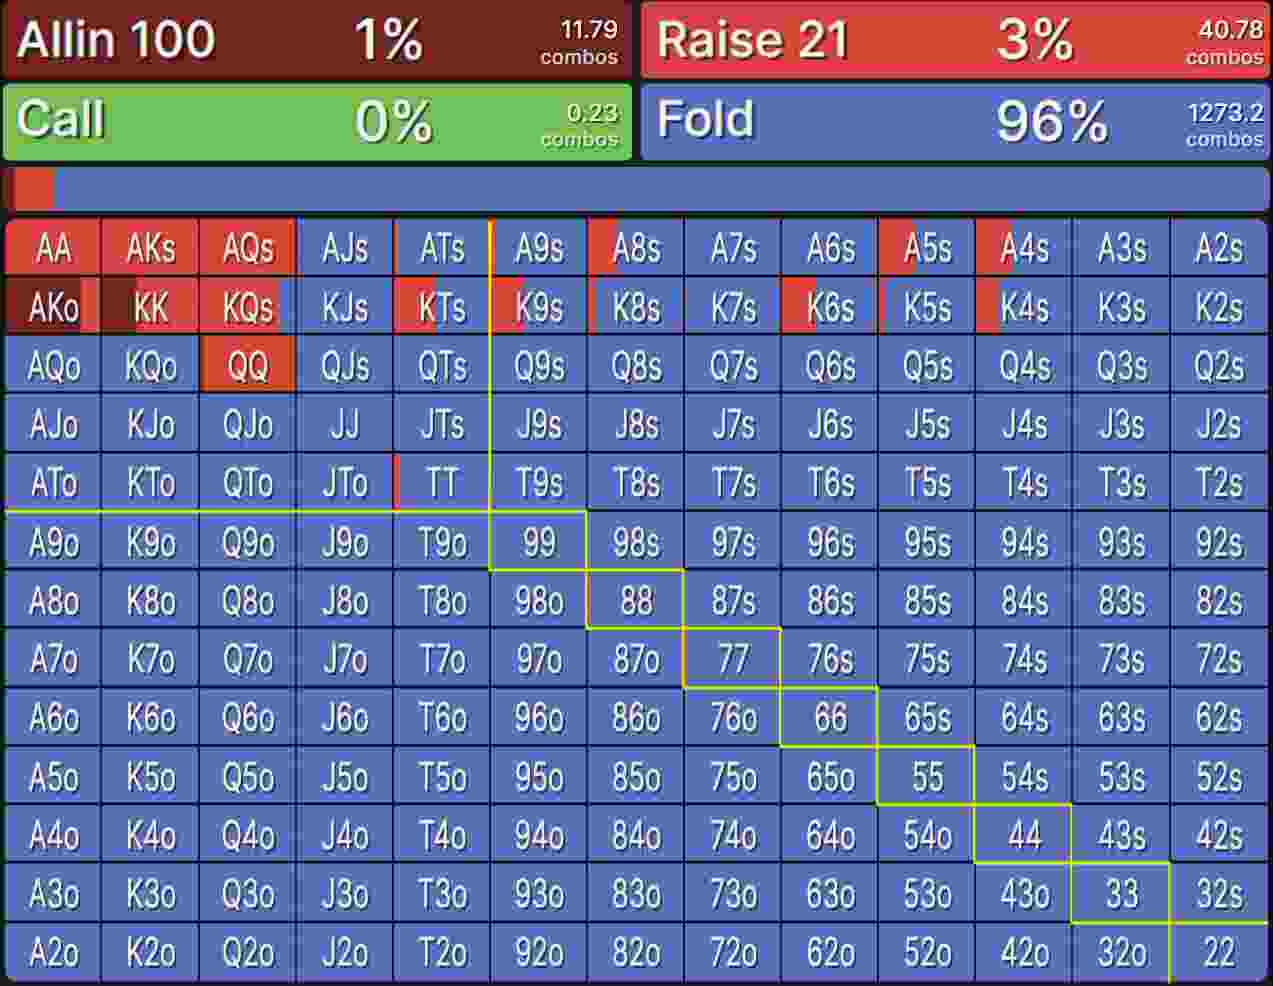 Allin 100 1% 11.79 combos Raise 21 3% 40.78 combos
Call 0% 0.23 combos Fold 96% 1273.2 combos
AA AKs AQs AJs ATs A9s A8s A7s A6s A5s A4s A3s A2s
AKo KK KQs KJs KTs K9s K8s K7s K6s K5s K4s K3s K2s
AQo KQo QQ QJs QTs Q9s Q8s Q7s Q6s Q5s Q4s Q3s Q2s
AJo KJo QJo JJ JTs J9s J8s J7s J6s J5s J4s J3s J2s
ATo KTo QTo JTo TT T9s T8s T7s T6s T5s T4s T3s T2s
A9o K9o Q9o J9o T9o 99 98s 97s 96s 95s 94s 93s 92s
A8o K8o Q8o J8o T8o 98o 88 87s 86s 85s 84s 83s 82s
A7o K7o Q7o J7o T7o 97o 87o 77 76s 75s 74s 73s 72s
A6o K6o Q6o J6o T6o 96o 86o 76o 66 65s 64s 63s 62s
A5o K5o Q5o J5o T5o 95o 85o 75o 65o 55 54s 53s 52s
A4o K4o Q4o J4o T4o 94o 84o 74o 64o 54o 44 43s 42s
A3o K3o Q3o J3o T3o 93o 83o 73o 63o 53o 43o 33 32s
A2o K2o Q2o J2o T2o 92o 82o 72o 62o 52o 42o 32o 22